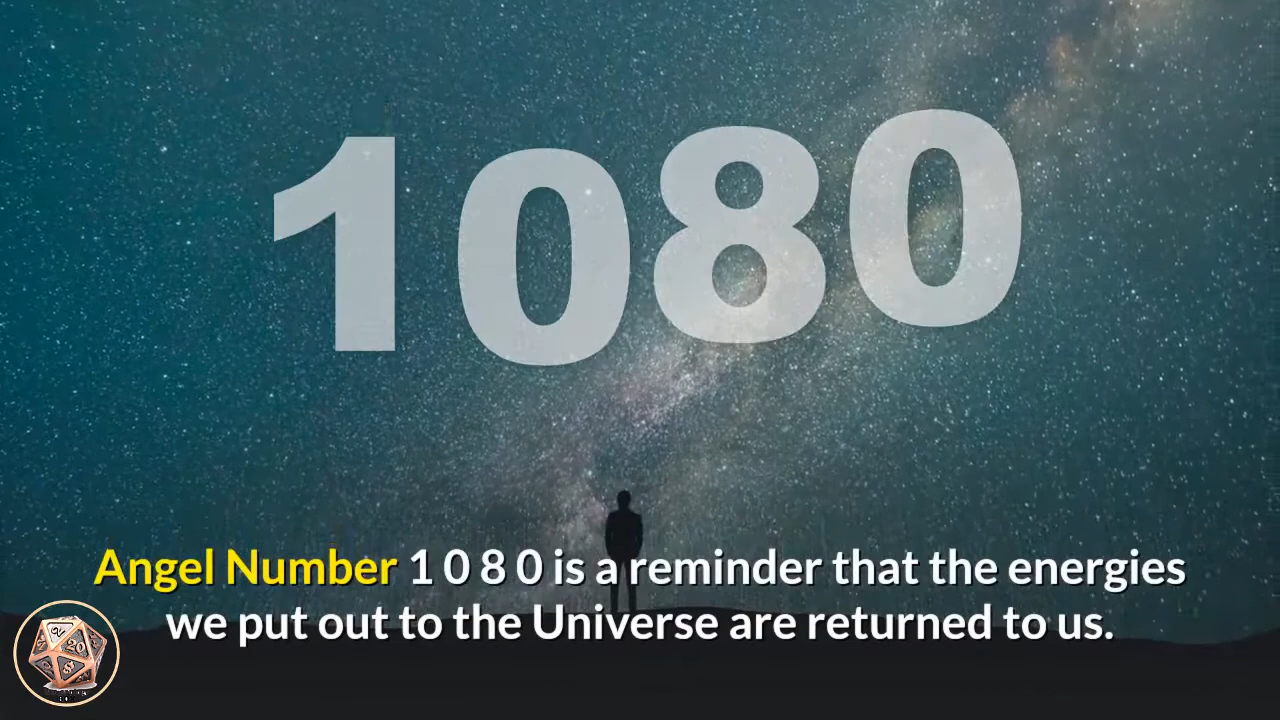 1080
Angel Number 1 0 8 0 is a reminder that the energies
we put out to the Universe are returned to us.
20